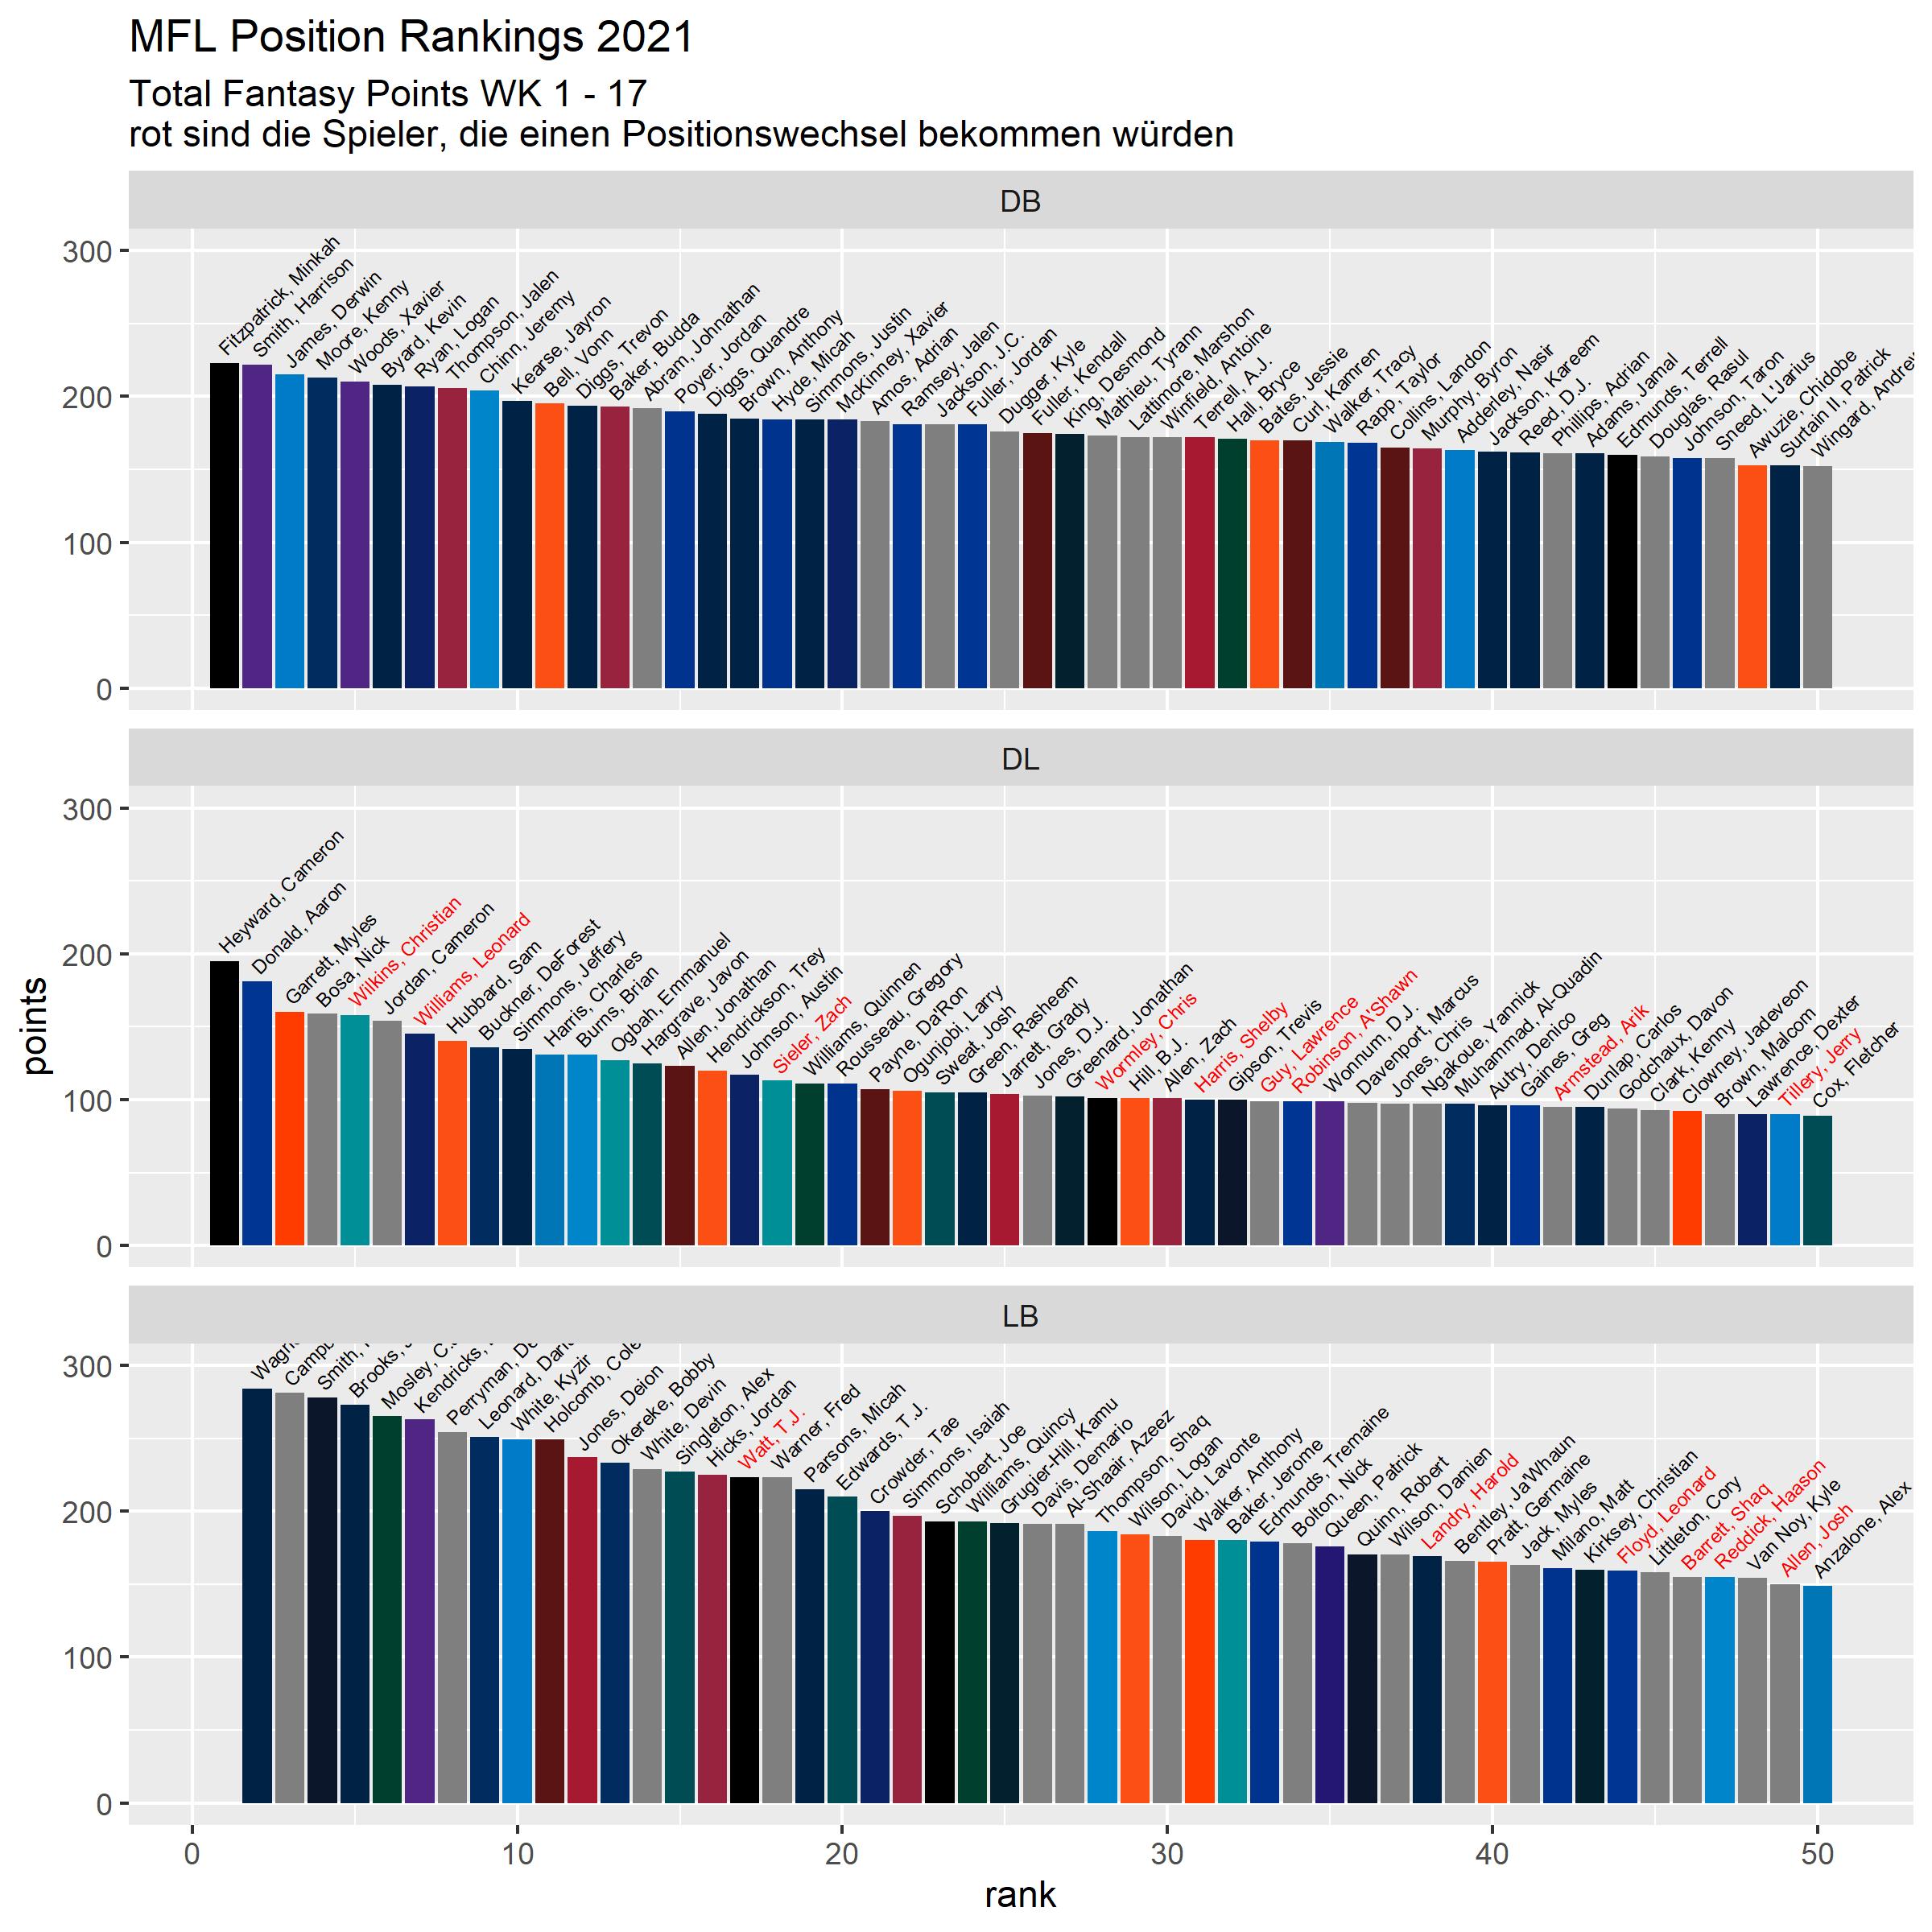 MFL Position Rankings 2021
Total Fantasy Points WK 1 - 17
rot sind die Spieler, die einen Positionswechsel bekommen würden
DB
300
200
100
0
Fitzpatrick, Minkah
Smith, Harrison
James, Derwin
Moore, Kenny
Woods, Xavier
Byard, Kevin
Ryan, Logan
Thompson, Jalen
Chinn, Jeremy
Kearse, Jayron
Bell, Vonn
Diggs, Trevon
Baker, Budda
Abram, Johnathan
Poyer, Jordan
Diggs, Quandre
Brown, Anthony
Hyde, Micah
Simmons, Justin
McKinney, Xavier
Amos, Adrian
Ramsey, Jalen
Jackson, J.C.
Fuller, Jordan
Dugger, Kyle
Fuller, Kendall
King, Desmond
Mathieu, Tyrann
Lattimore, Marshon
Winfield, Antoine
Terrell, A.J.
Hall, Bryce
Bates, Jessie
Curl, Kamren
Walker, Tracy
Rapp, Taylor
Collins, Landon
Murphy, Byron
Adderley, Nasir
Jackson, Kareem
Reed, D.J.
Phillips, Adrian
Adams, Jamal
Edmunds, Terrell
Douglas, Rasul
Johnson, Taron
Sneed, L'Jarius
Awuzie, Chidobe
Surtain II, Patrick
Wingard,
DL
300
200
100
0
Heyward, Cameron
Donald, Aaron
Garrett, Myles
Bosa, Nick
Wilkins, Christian
Jordan, Cameron
Williams, Leonard
Hubbard, Sam
Buckner, DeForest
Simmons, Jeffery
Harris, Charles
Burns, Brian
Ogbah, Emmanuel
Hargrave, Javon
Allen, Jonathan
Hendrickson, Trey
Johnson, Austin
Sieler, Zach
Williams, Quinnen
Rousseau, Gregory
Payne, Da'Ron
Ogunjobi, Larry
Sweat, Josh
Green, Rasheem
Jarrett, Grady
Jones, D.J.
Greenard, Jonathan
Wormley, Chris
Hill, B.J.
Allen, Zach
Harris, Shelby
Gipson, Trevis
Guy, Lawrence
Robinson, A'Shawn
Wonnum, D.J.
Davenport, Marcus
Jones, Chris
Ngakoue, Yannick
Muhammad, Al-Quadin
Autry, Denico
Gaines, Greg
Armstead, Arik
Dunlap, Carlos
Godchaux, Davon
Clark, Kenny
Clowney, Jadeveon
Brown, Malcom
Lawrence, Dexter
Tillery, Jerry
Cox, Fletcher
LB
300
200
100
0
Smith,
Brooks,
Mosley,
Kendricks,
Perryman,
Leonard,
White, Kyzir
Holcomb, Cole
Jones, Deion
Okereke, Bobby
White, Devin
Singleton, Alex
Hicks, Jordan
Watt, T.J.
Warner, Fred
Parsons, Micah
Edwards, T.J.
Crowder, Tae
Simmons, Isaiah
Schobert, Joe
Williams, Quincy
Grugier-Hill, Kamu
Davis, Demario
Al-Shaair, Azeez
Thompson, Shaq
Wilson, Logan
David, Lavonte
Walker, Anthony
Baker, Jerome
Edmunds, Tremaine
Bolton, Nick
Queen, Patrick
Quinn, Robert
Wilson, Damien
Landry, Harold
Bentley, Ja'Whaun
Pratt, Germaine
Jack, Myles
Milano, Matt
Kirksey, Christian
Floyd, Leonard
Littleton, Cory
Barrett, Shaq
Reddick, Haason
Van Noy, Kyle
Allen, Josh
Anzalone, Alex
0
10
20
30
40
50
rank
points